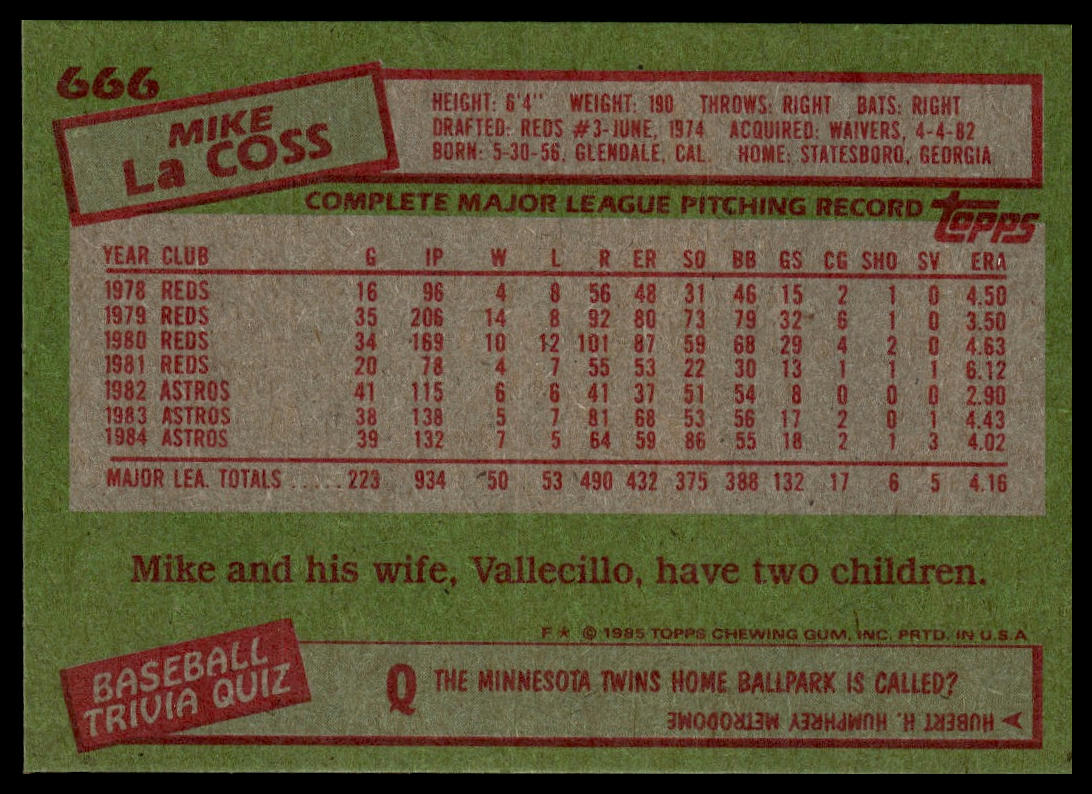 666
MIKE
La COSS
HEIGHT: 6'4" WEIGHT: 190 THROWS: RIGHT BATS: RIGHT
DRAFTED: REDS #3-JUNE, 1974 ACQUIRED: WAIVERS, 4-4-82
BORN: 5-30-56, GLENDALE, CAL. HOME: STATESBORO, GEORGIA
COMPLETE MAJOR LEAGUE PITCHING RECORD topps
YEAR CLUB G IP W L R ER SO BB GS CG SHO SV ERA
1978 REDS 16 96 4 8 56 48 31 46 15 2 1 0 4.50
1979 REDS 35 206 14 8 92 80 73 79 32 6 1 0 3.50
1980 REDS 34 169 10 12 101 87 59 68 29 4 2 0 4.63
1981 REDS 20 78 4 7 55 53 22 30 13 1 1 1 6.12
1982 ASTROS 41 115 6 6 41 37 51 54 8 0 0 0 2.90
1983 ASTROS 38 138 5 7 81 68 53 56 17 2 0 1 4.43
1984 ASTROS 39 132 7 5 64 59 86 55 18 2 1 3 4.02
MAJOR LEA. TOTALS ..... 223 934 50 53 490 432 375 388 132 17 6 5 4.16
Mike and his wife, Vallecillo, have two children.
F ★ © 1985 TOPPS CHEWING GUM, INC. PRTD. IN U.S.A
BASEBALL
TRIVIA QUIZ
Q THE MINNESOTA TWINS HOME BALLPARK IS CALLED?
A HUBERT H. HUMPHREY METRODOME